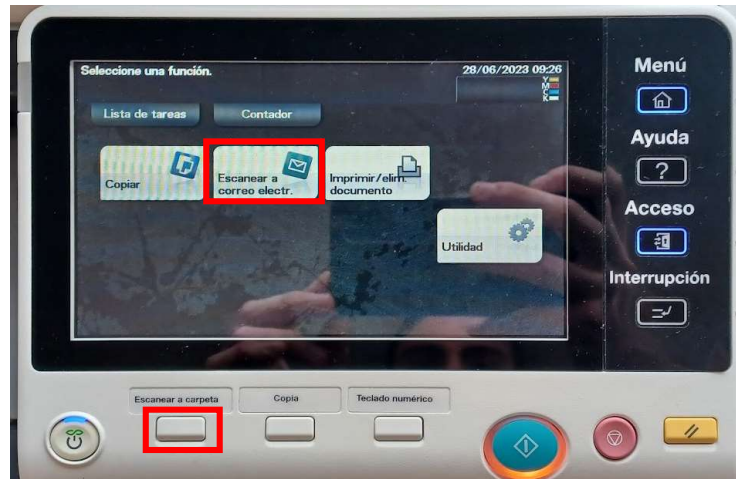 Seleccione una función.
28/06/2023 09:26
Y
M
C
K
Lista de tareas
Contador
Copiar
Escanear a
correo electr.
Imprimir/elim.
documento
Utilidad
Menú
Ayuda
?
Acceso
Interrupción
Escanear a carpeta
Copia
Teclado numérico